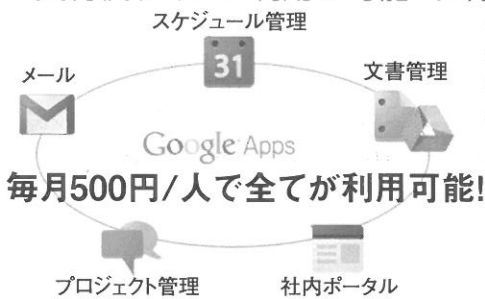 スケジュール管理
31
メール
文書管理
Google Apps
毎月500円/人で全てが利用可能!
プロジェクト管理
社内ポータル